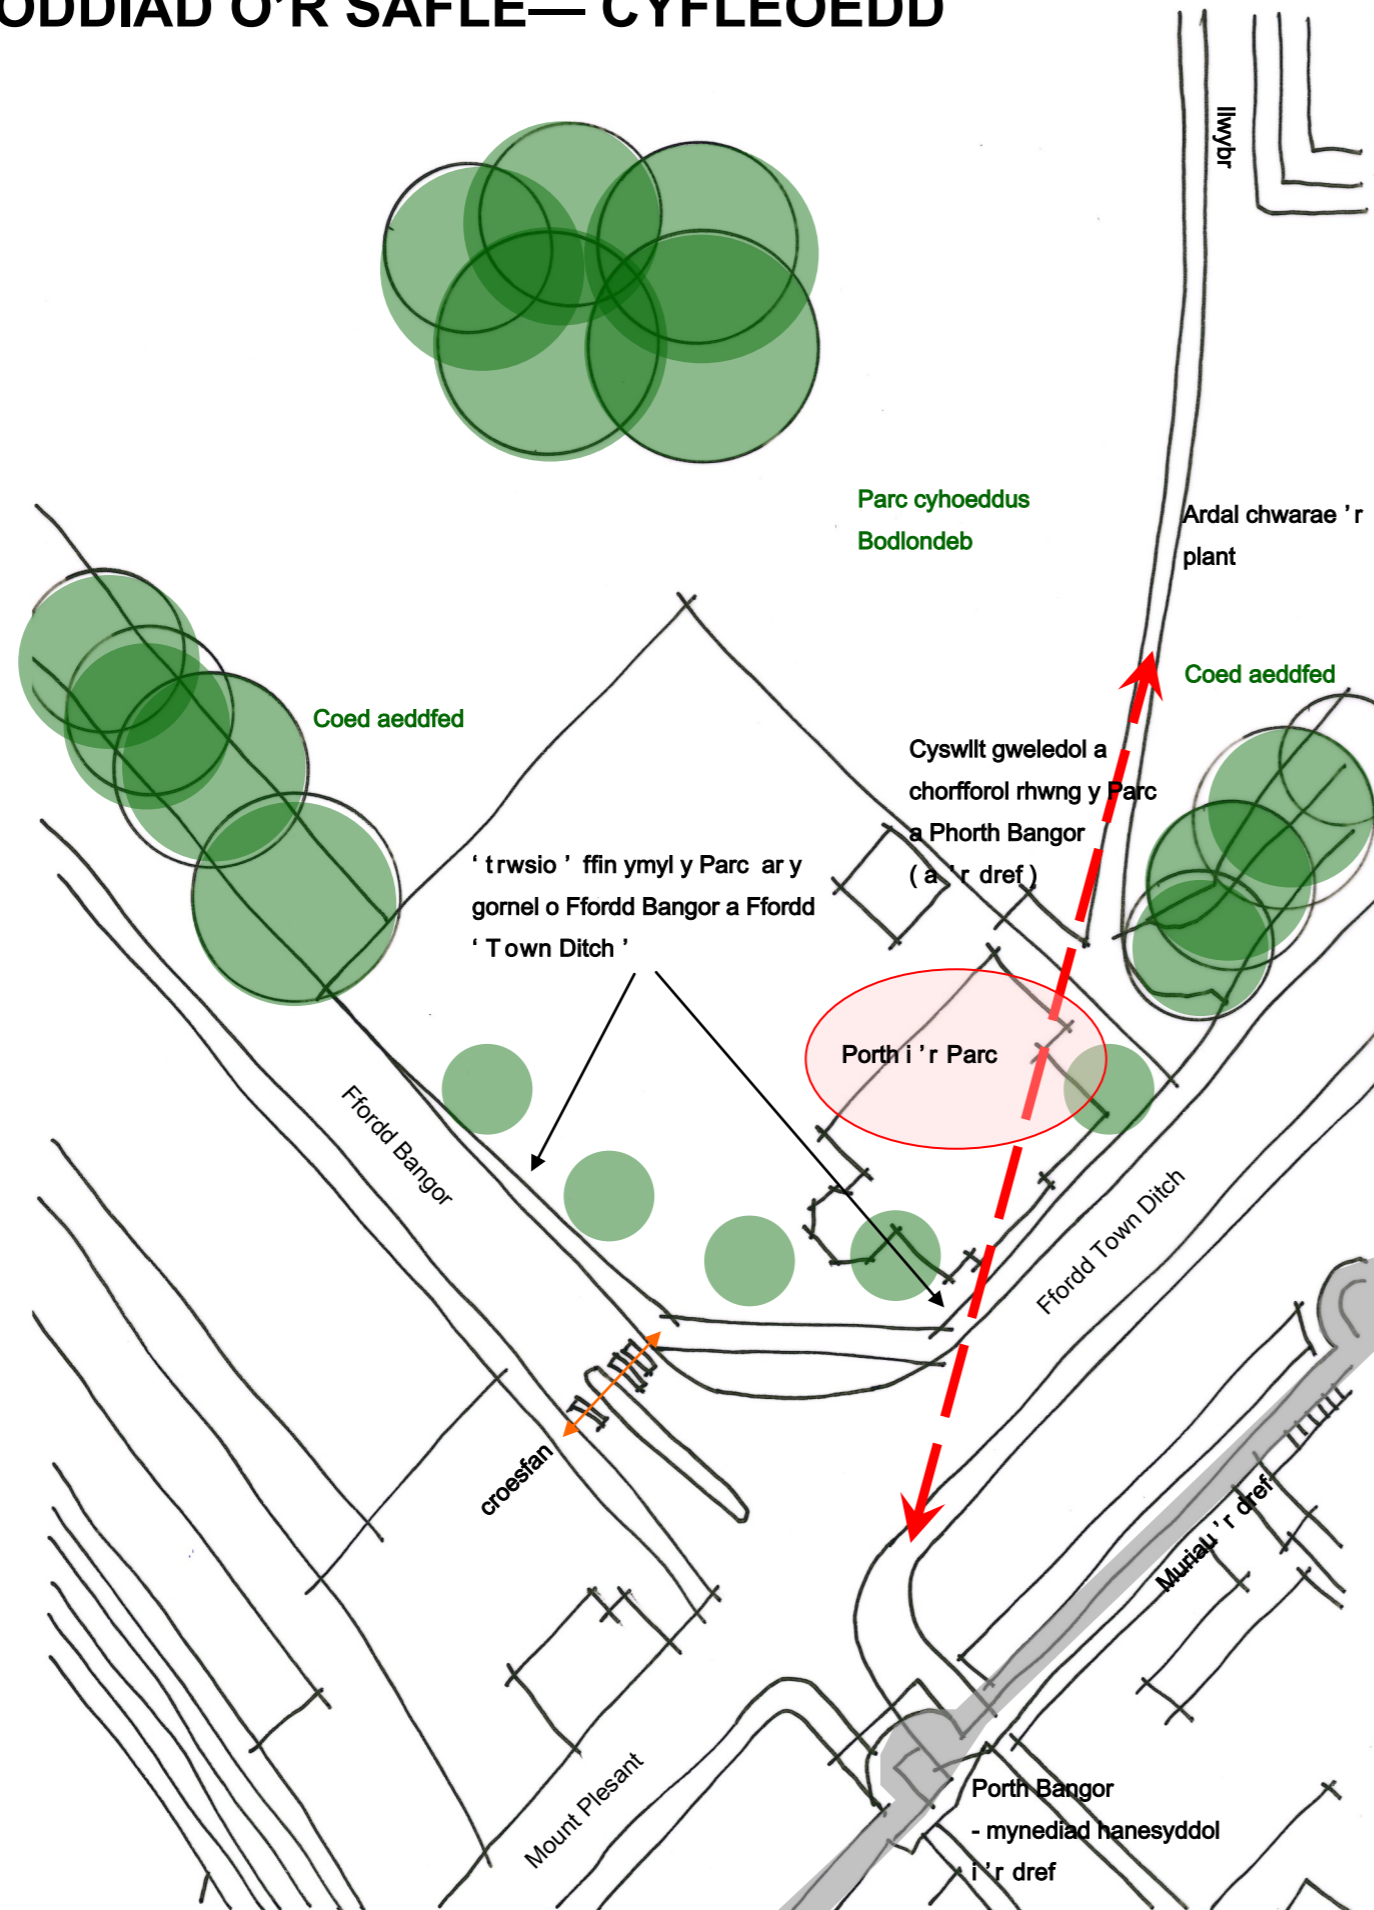 ODDIAD O’R SAFLE— CYFLEOEDD
llwybr
Parc cyhoeddus
Bodlondeb
Ardal chwarae ’r
plant
Coed aeddfed
Coed aeddfed
Cyswllt gweledol a
chorfforol rhwng y Parc
a Phorth Bangor
( a ’r dref )
‘ trwsio ’ ffin ymyl y Parc ar y
gornel o Ffordd Bangor a Ffordd
‘ Town Ditch ’
Porth i ’r Parc
Ffordd Bangor
Ffordd Town Ditch
croesfan
Muriau ’r dref
Mount Plesant
Porth Bangor
- mynediad hanesyddol
i ’r dref